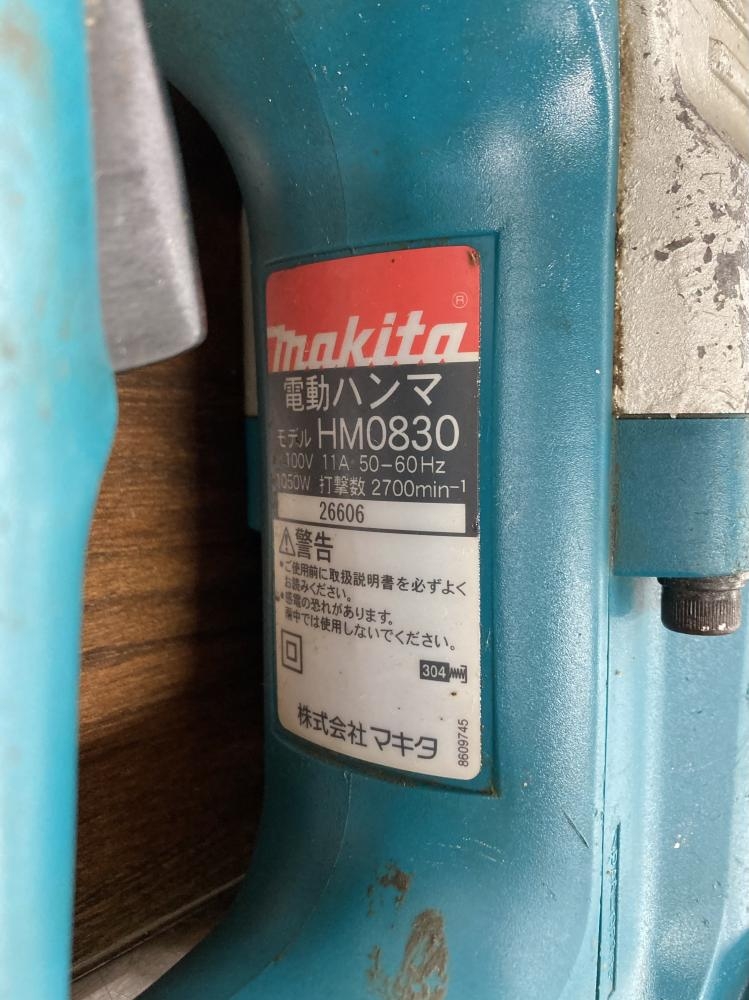 makita ®
電動ハンマ
モデル HM0830
100V 11A 50-60Hz
1050W 打撃数 2700min-1
26606
警告
・ご使用前に取扱説明書を必ずよく
お読みください。
・感電の恐れがあります。
雨中では使用しないでください。
304
株式会社 マキタ
8609745